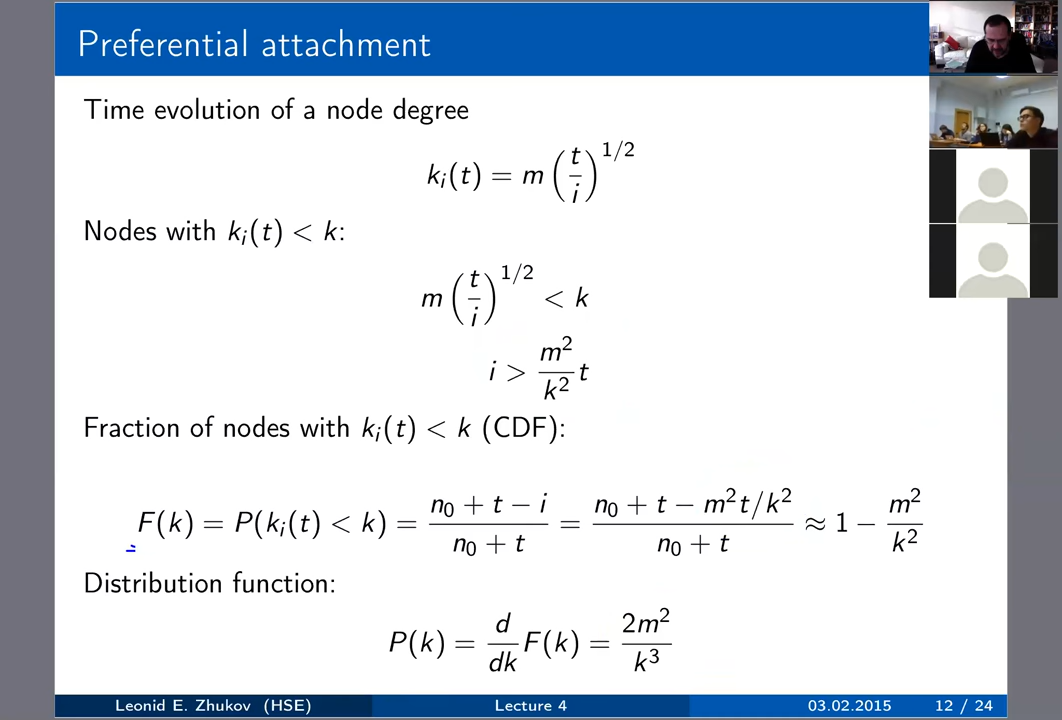 Preferential attachment
Time evolution of a node degree
k_i(t) = m (t/i)^{1/2}
Nodes with k_i(t) < k:
m (t/i)^{1/2} < k
i > m^2/k^2 t
Fraction of nodes with k_i(t) < k (CDF):
F(k) = P(k_i(t) < k) = (n_0 + t − i)/(n_0 + t) = (n_0 + t − m^2t/k^2)/(n_0 + t) ≈ 1 − m^2/k^2
Distribution function:
P(k) = d/dk F(k) = 2m^2/k^3
Leonid E. Zhukov (HSE) Lecture 4 03.02.2015 12 / 24